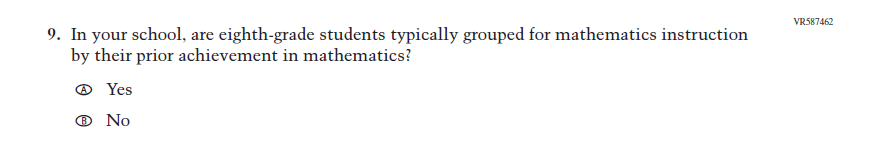 VR587462
9. In your school, are eighth-grade students typically grouped for mathematics instruction
by their prior achievement in mathematics?
A Yes
B No